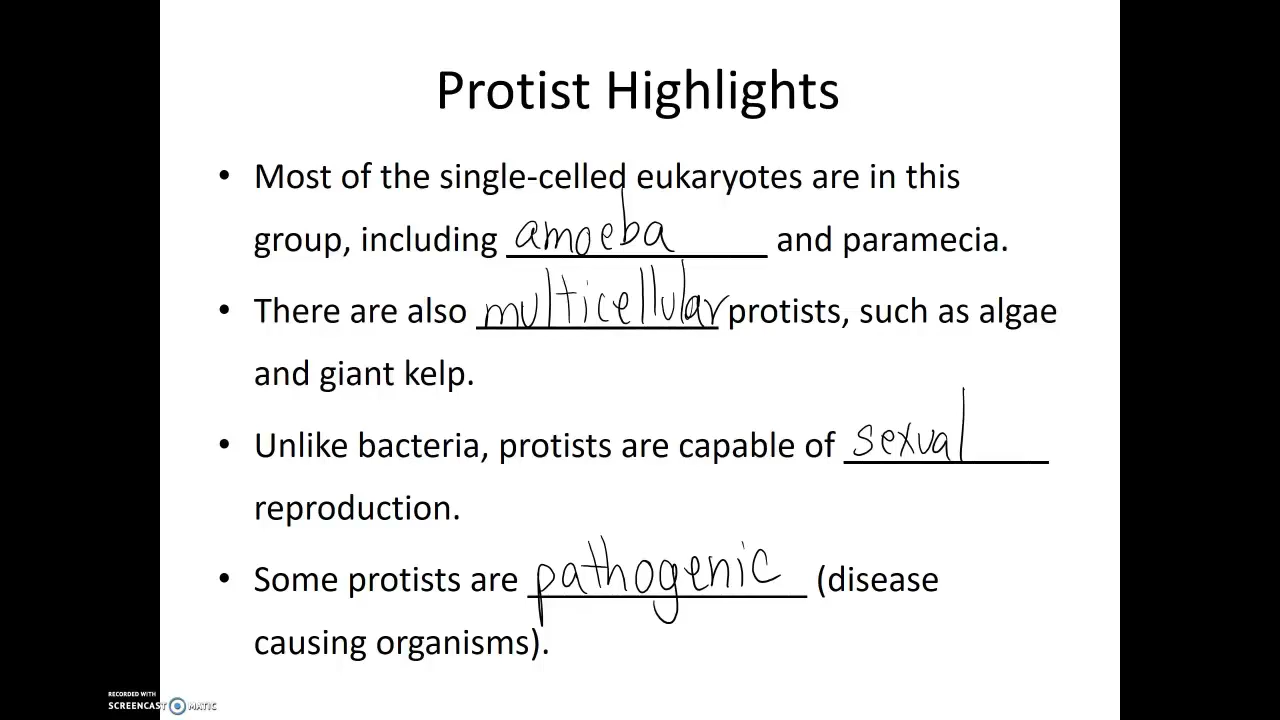 Protist Highlights
• Most of the single-celled eukaryotes are in this
group, including amoeba and paramecia.
• There are also multicellular protists, such as algae
and giant kelp.
• Unlike bacteria, protists are capable of sexual
reproduction.
• Some protists are pathogenic (disease
causing organisms).
RECORDED WITH
SCREENCAST MATIC